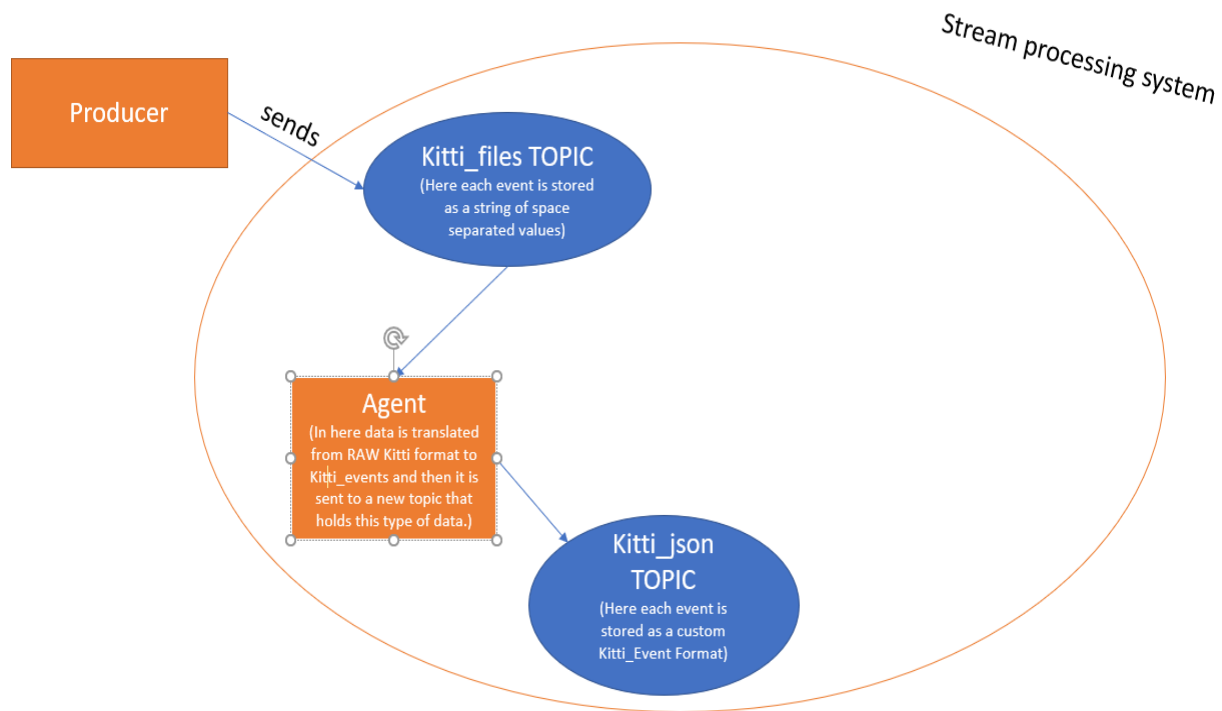 Stream processing system
Producer
sends
Kitti_files TOPIC
(Here each event is stored
as a string of space
separated values)
Agent
(In here data is translated
from RAW Kitti format to
Kitti_events and then it is
sent to a new topic that
holds this type of data.)
Kitti_json
TOPIC
(Here each event is
stored as a custom
Kitti_Event Format)